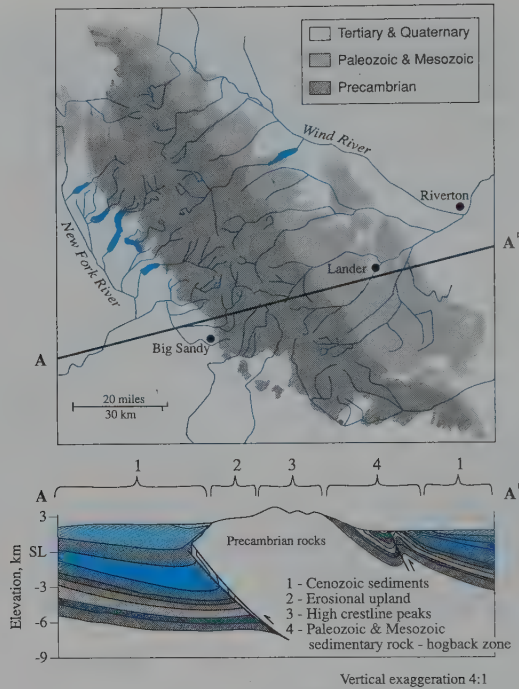 Tertiary & Quaternary
Paleozoic & Mesozoic
Precambrian
Wind River
Riverton
A'
Lander
New Fork River
A
Big Sandy
20 miles
30 km
1 2 3 4 1
A A'
3
SL
-3
-6
-9
Elevation, km
Precambrian rocks
1 - Cenozoic sediments
2 - Erosional upland
3 - High crestline peaks
4 - Paleozoic & Mesozoic
sedimentary rock - hogback zone
Vertical exaggeration 4:1